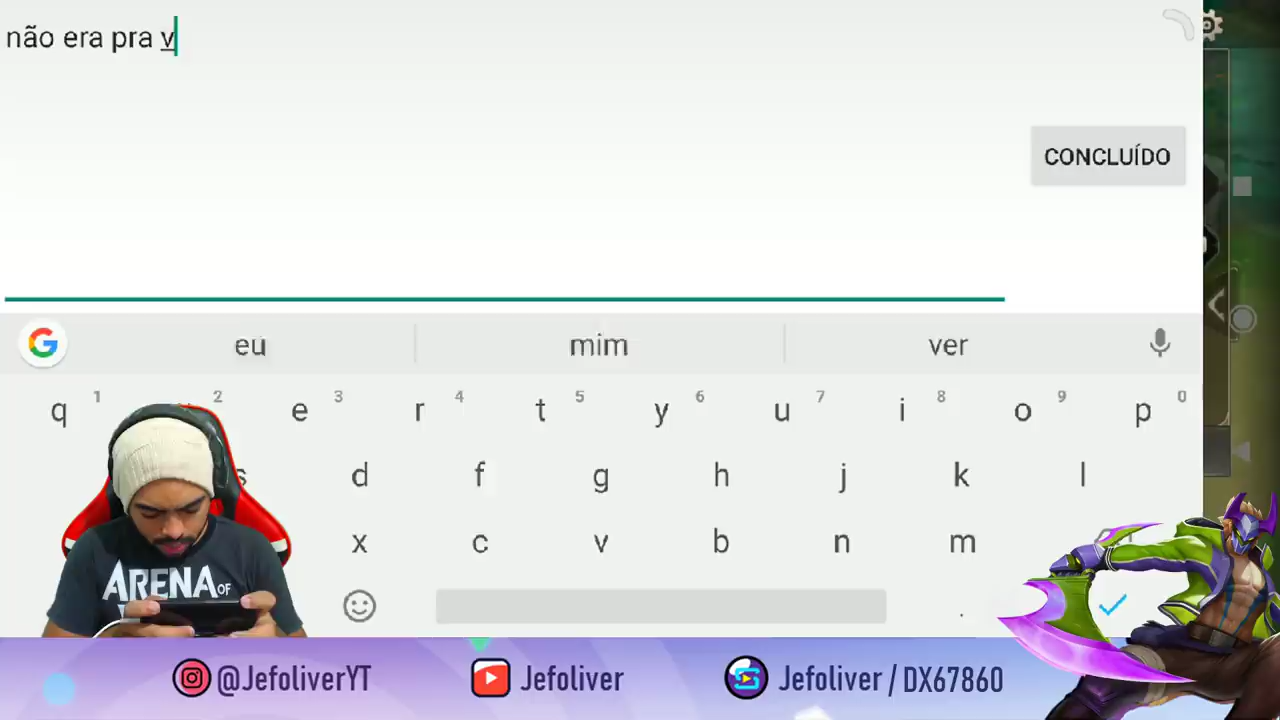 não era pra v
CONCLUÍDO
G eu mim ver
1 2 3 4 5 6 7 8 9 0
q e r t y u i o p
s d f g h j k l
x c v b n m
.
ARENA OF
@JefoliverYT Jefoliver Jefoliver / DX67860